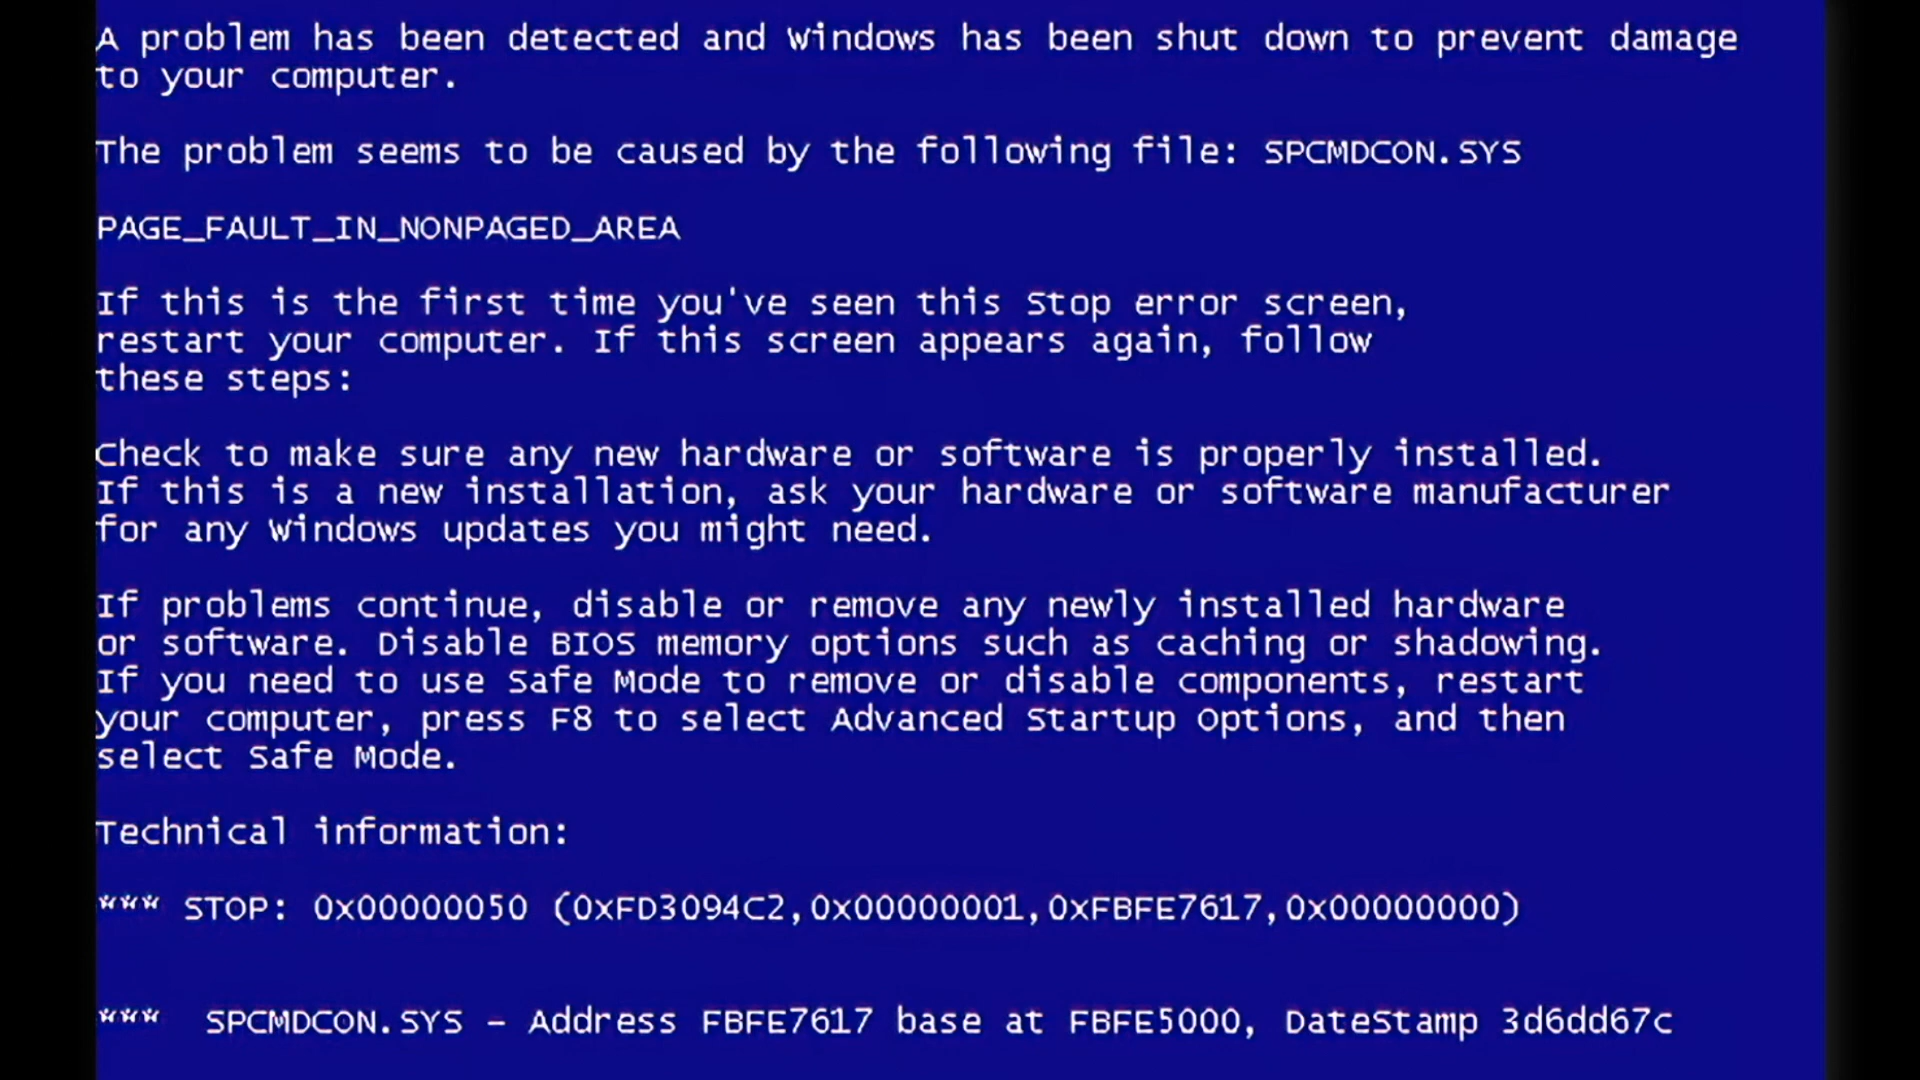 A problem has been detected and Windows has been shut down to prevent damage
to your computer.
The problem seems to be caused by the following file: SPCMDCON.SYS
PAGE_FAULT_IN_NONPAGED_AREA
If this is the first time you've seen this Stop error screen,
restart your computer. If this screen appears again, follow
these steps:
Check to make sure any new hardware or software is properly installed.
If this is a new installation, ask your hardware or software manufacturer
for any Windows updates you might need.
If problems continue, disable or remove any newly installed hardware
or software. Disable BIOS memory options such as caching or shadowing.
If you need to use Safe Mode to remove or disable components, restart
your computer, press F8 to select Advanced Startup Options, and then
select Safe Mode.
Technical information:
*** STOP: 0x00000050 (0xFD3094C2,0x00000001,0xFBFE7617,0x00000000)
***  SPCMDCON.SYS - Address FBFE7617 base at FBFE5000, DateStamp 3d6dd67c